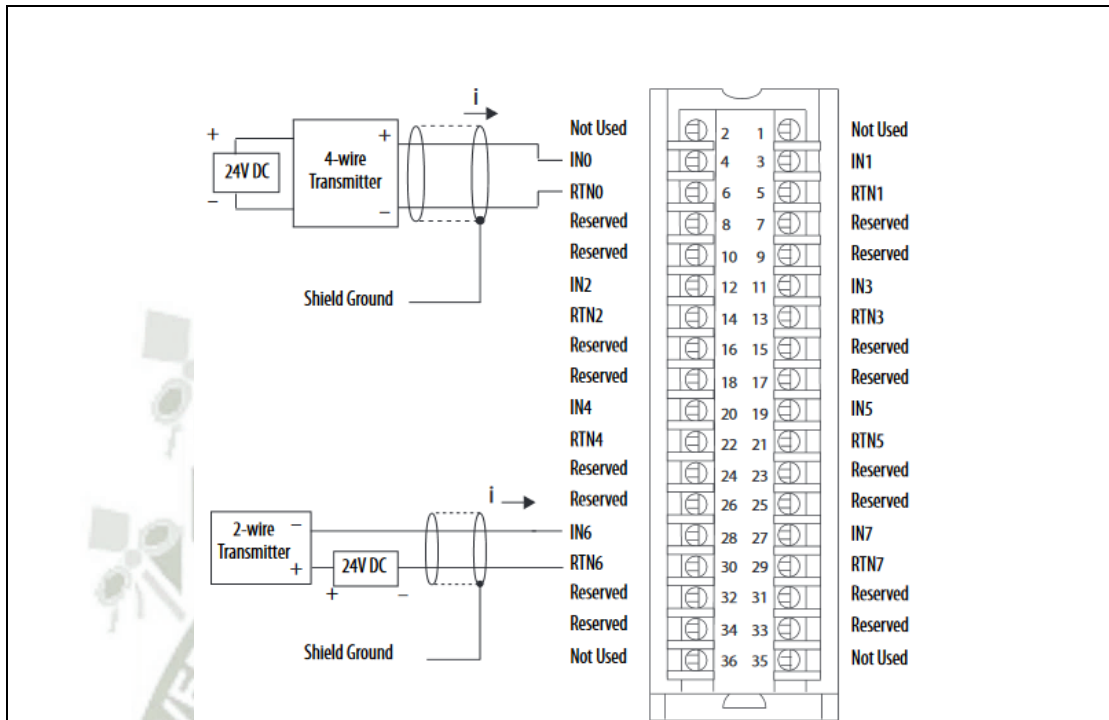 i
Not Used 2 1 Not Used
+ + 4-wire Transmitter IN0 4 3 IN1
24V DC
− − RTN0 6 5 RTN1
Reserved 8 7 Reserved
Reserved 10 9 Reserved
Shield Ground IN2 12 11 IN3
RTN2 14 13 RTN3
Reserved 16 15 Reserved
Reserved 18 17 Reserved
IN4 20 19 IN5
RTN4 22 21 RTN5
Reserved 24 23 Reserved
i Reserved 26 25 Reserved
2-wire − IN6 28 27 IN7
Transmitter + 24V DC RTN6 30 29 RTN7
+ − Reserved 32 31 Reserved
Reserved 34 33 Reserved
Shield Ground Not Used 36 35 Not Used